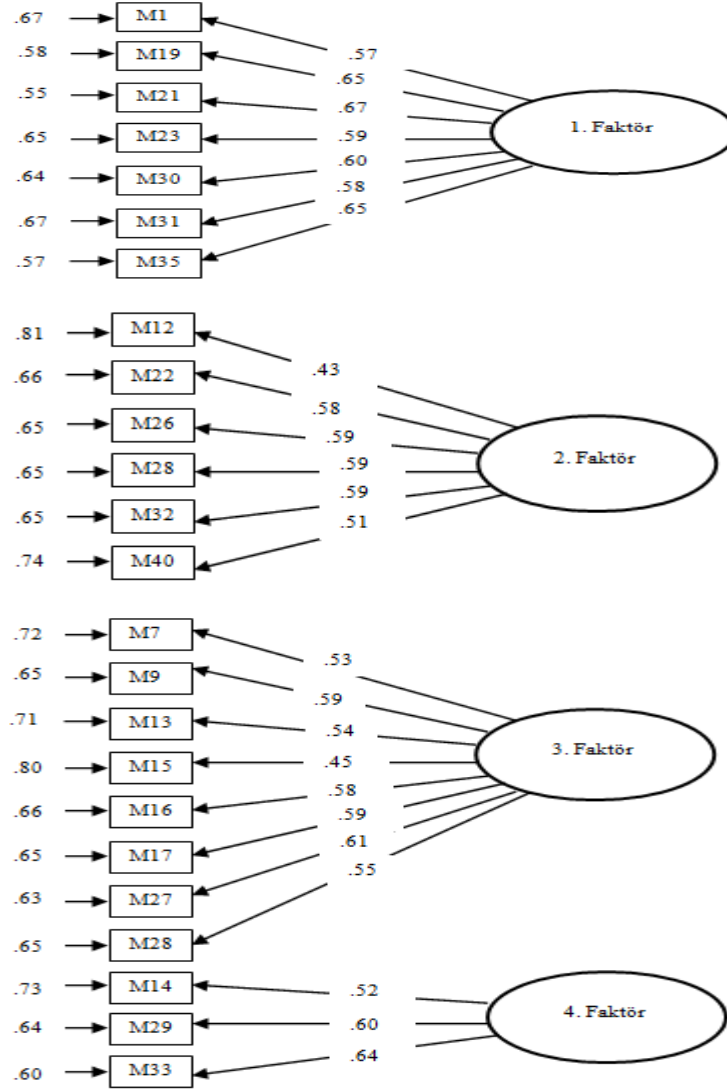 .67 M1 .57
.58 M19 .65
.55 M21 .67
.65 M23 .59 1. Faktör
.64 M30 .60
.67 M31 .58
.57 M35 .65
.81 M12 .43
.66 M22 .58
.65 M26 .59
.65 M28 .59 2. Faktör
.65 M32 .59
.74 M40 .51
.72 M7 .53
.65 M9 .59
.71 M13 .54
.80 M15 .45 3. Faktör
.66 M16 .58
.65 M17 .59
.63 M27 .61
.65 M28 .55
.73 M14 .52
.64 M29 .60 4. Faktör
.60 M33 .64